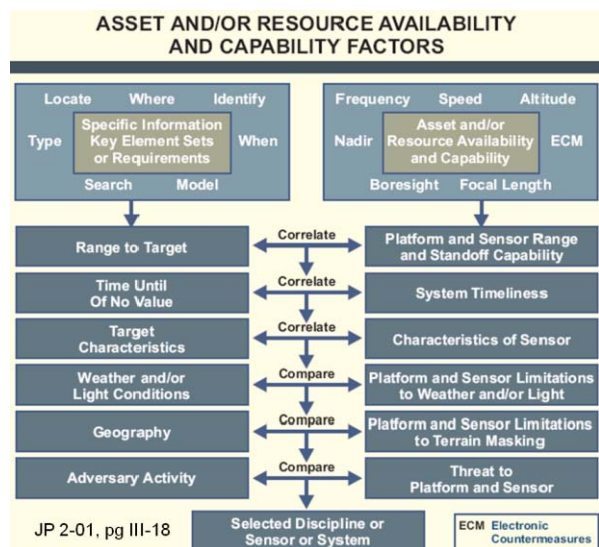 ASSET AND/OR RESOURCE AVAILABILITY
AND CAPABILITY FACTORS
Locate Where Identify
Type
Specific Information
Key Element Sets
or Requirements
When
Search Model
Frequency Speed Altitude
Nadir
Asset and/or
Resource Availability
and Capability
ECM
Boresight Focal Length
Range to Target
Correlate
Platform and Sensor Range
and Standoff Capability
Time Until
Of No Value
Correlate
System Timeliness
Target
Characteristics
Correlate
Characteristics of Sensor
Weather and/or
Light Conditions
Compare
Platform and Sensor Limitations
to Weather and/or Light
Geography
Compare
Platform and Sensor Limitations
to Terrain Masking
Adversary Activity
Compare
Threat to
Platform and Sensor
JP 2-01, pg III-18
Selected Discipline or
Sensor or System
ECM Electronic
Countermeasures